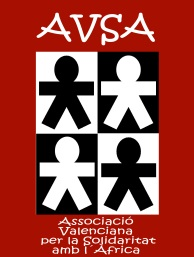 AVSA
Associació
Valenciana
per la Solidaritat
amb l'Àfrica